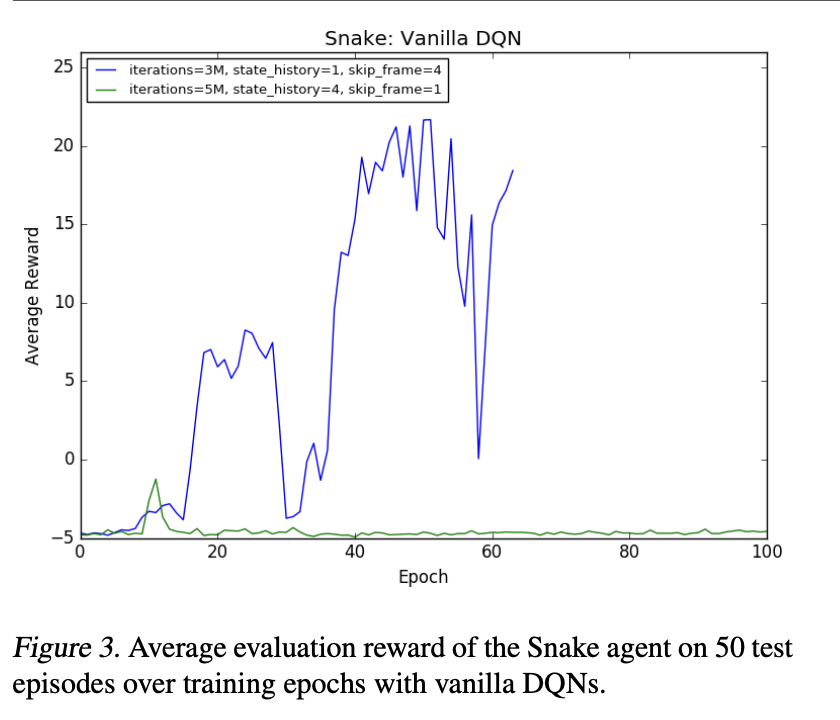 Snake: Vanilla DQN
iterations=3M, state_history=1, skip_frame=4
iterations=5M, state_history=4, skip_frame=1
25
20
15
10
5
0
−5
Average Reward
0 20 40 60 80 100
Epoch
Figure 3. Average evaluation reward of the Snake agent on 50 test
episodes over training epochs with vanilla DQNs.